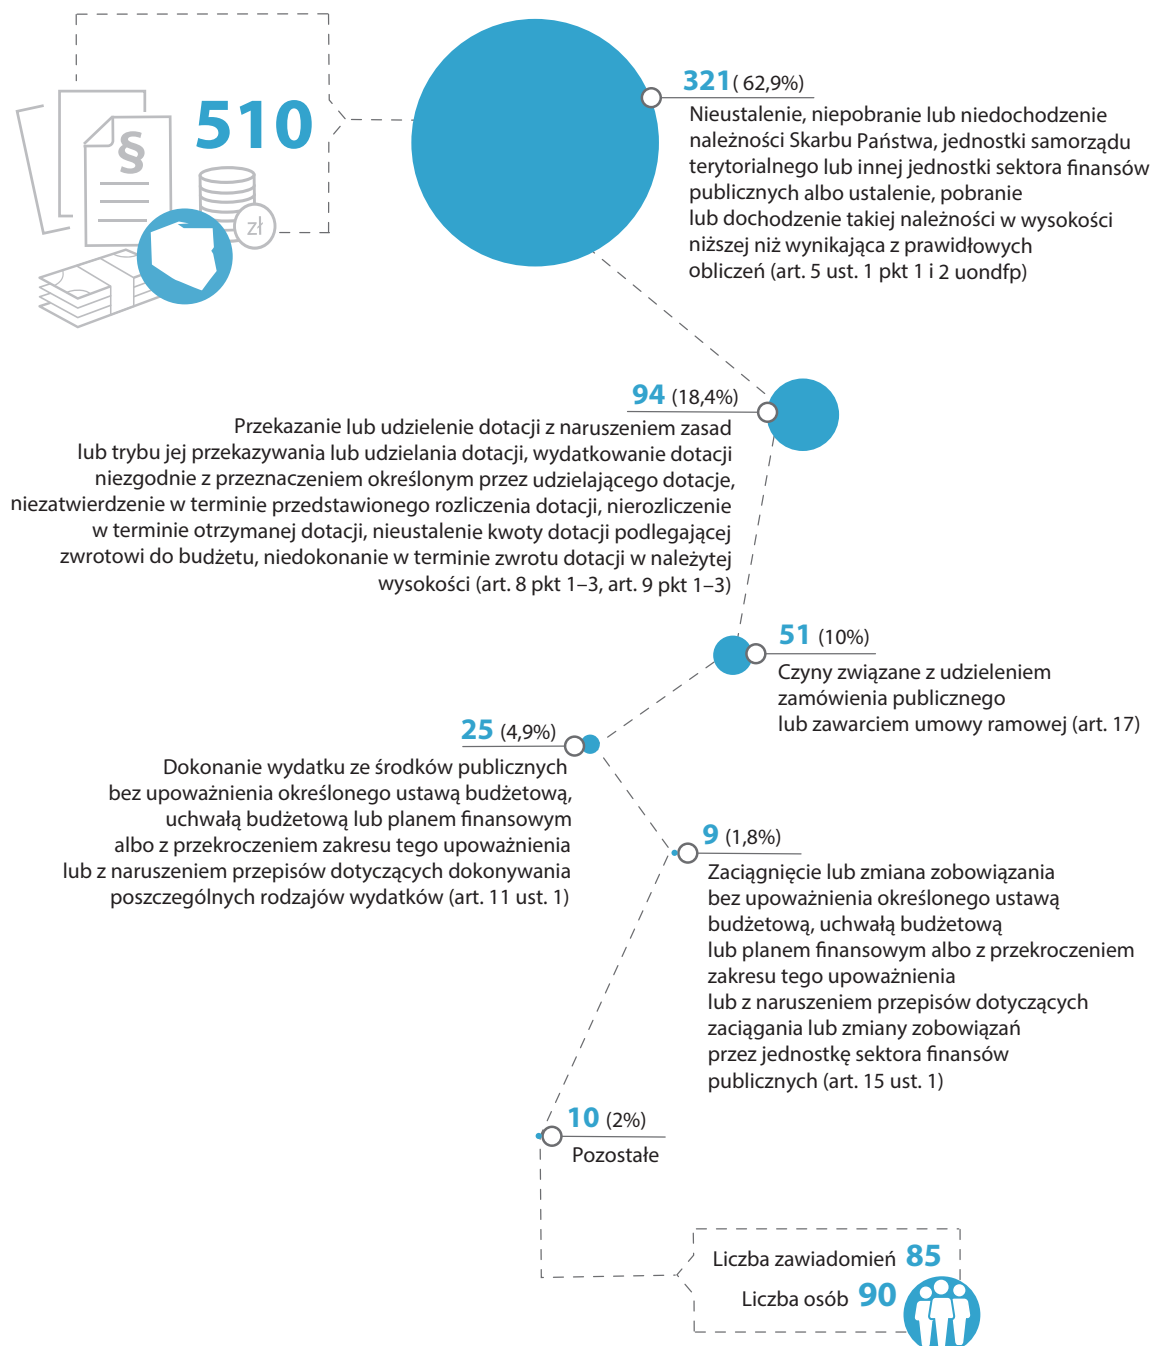 510
§
zł
321 ( 62,9%)
Nieustalenie, niepobranie lub niedochodzenie
należności Skarbu Państwa, jednostki samorządu
terytorialnego lub innej jednostki sektora finansów
publicznych albo ustalenie, pobranie
lub dochodzenie takiej należności w wysokości
niższej niż wynikająca z prawidłowych
obliczeń (art. 5 ust. 1 pkt 1 i 2 uondfp)
94 (18,4%)
Przekazanie lub udzielenie dotacji z naruszeniem zasad
lub trybu jej przekazywania lub udzielania dotacji, wydatkowanie dotacji
niezgodnie z przeznaczeniem określonym przez udzielającego dotacje,
niezatwierdzenie w terminie przedstawionego rozliczenia dotacji, nierozliczenie
w terminie otrzymanej dotacji, nieustalenie kwoty dotacji podlegającej
zwrotowi do budżetu, niedokonanie w terminie zwrotu dotacji w należytej
wysokości (art. 8 pkt 1–3, art. 9 pkt 1–3)
51 (10%)
Czyny związane z udzieleniem
zamówienia publicznego
lub zawarciem umowy ramowej (art. 17)
25 (4,9%)
Dokonanie wydatku ze środków publicznych
bez upoważnienia określonego ustawą budżetową,
uchwałą budżetową lub planem finansowym
albo z przekroczeniem zakresu tego upoważnienia
lub z naruszeniem przepisów dotyczących dokonywania
poszczególnych rodzajów wydatków (art. 11 ust. 1)
9 (1,8%)
Zaciągnięcie lub zmiana zobowiązania
bez upoważnienia określonego ustawą
budżetową, uchwałą budżetową
lub planem finansowym albo z przekroczeniem
zakresu tego upoważnienia
lub z naruszeniem przepisów dotyczących
zaciągania lub zmiany zobowiązań
przez jednostkę sektora finansów
publicznych (art. 15 ust. 1)
10 (2%)
Pozostałe
Liczba zawiadomień 85
Liczba osób 90